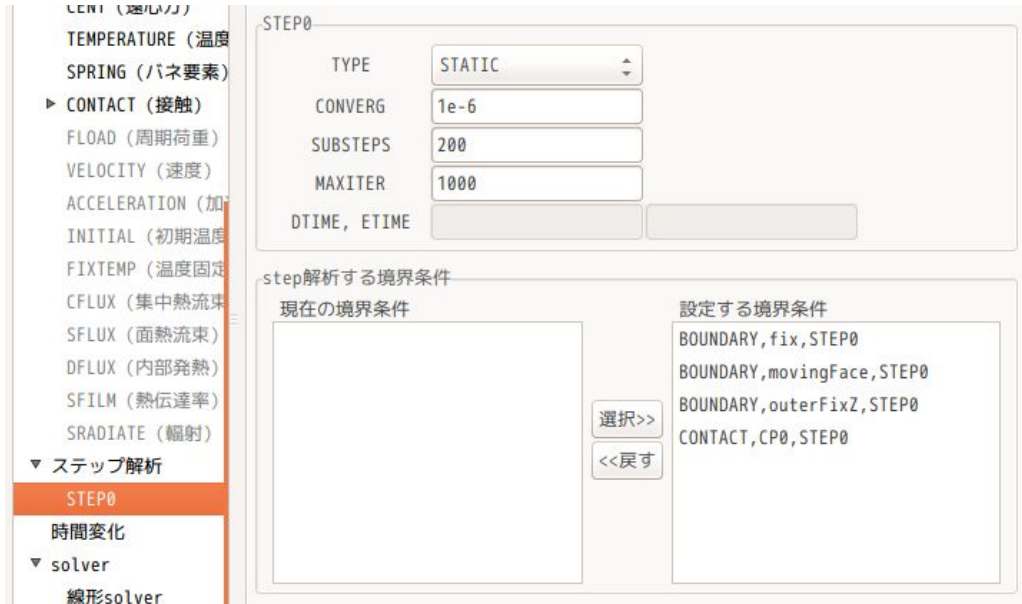 TEMPERATURE (温度
SPRING (バネ要素)
CONTACT (接触)
FLOAD (周期荷重)
VELOCITY (速度)
ACCELERATION (加
INITIAL (初期温度
FIXTEMP (温度固定
CFLUX (集中熱流束
SFLUX (面熱流束)
DFLUX (内部発熱)
SFILM (熱伝達率)
SRADIATE (輻射)
ステップ解析
STEP0
時間変化
solver
線形solver
STEP0
TYPE STATIC
CONVERG 1e-6
SUBSTEPS 200
MAXITER 1000
DTIME, ETIME
step解析する境界条件
現在の境界条件
選択>>
<<戻す
設定する境界条件
BOUNDARY,fix,STEP0
BOUNDARY,movingFace,STEP0
BOUNDARY,outerFixZ,STEP0
CONTACT,CP0,STEP0